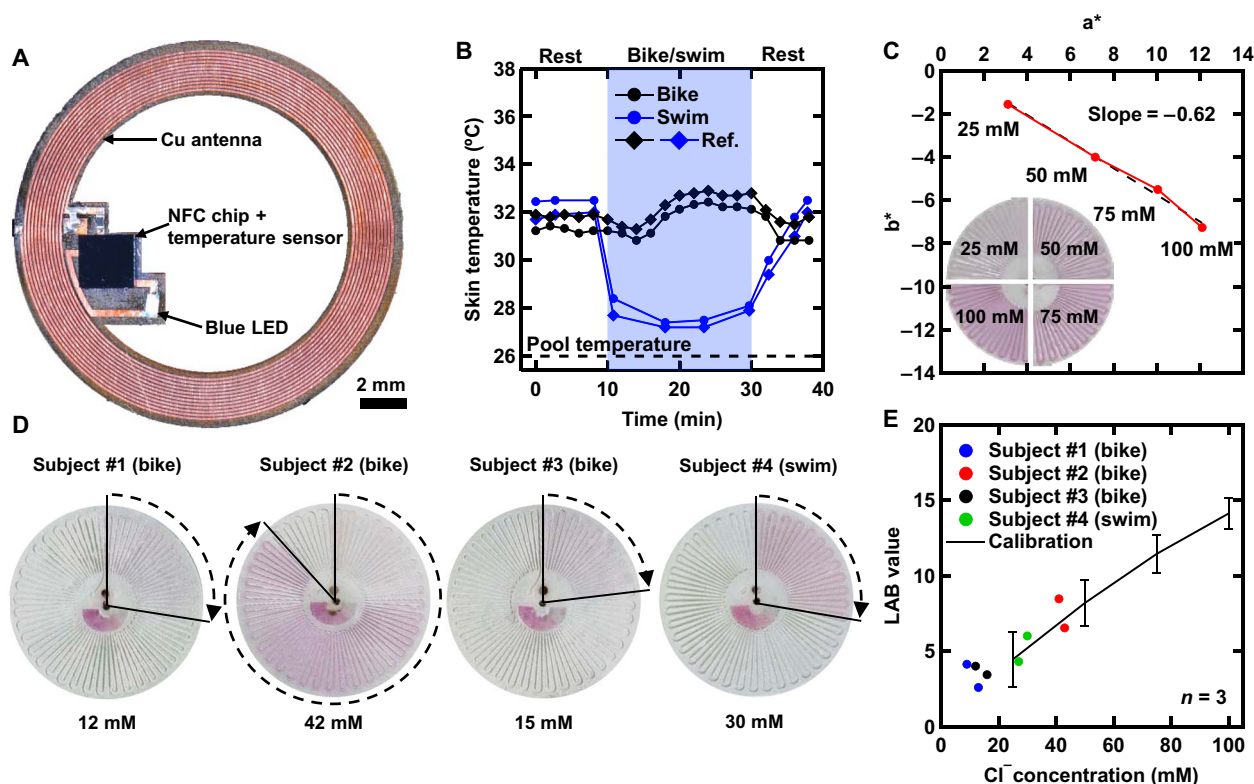 A
Cu antenna
NFC chip +
temperature sensor
Blue LED
2 mm
B
Rest
Bike/swim
Rest
38
36
34
32
30
28
26
Skin temperature (ºC)
Bike
Swim
Ref.
Pool temperature
0 10 20 30 40
Time (min)
C
a*
0 2 4 6 8 10 12 14
0
–2
–4
–6
–8
–10
–12
–14
b*
25 mM
50 mM
75 mM
100 mM
Slope = –0.62
25 mM
50 mM
100 mM
75 mM
D
Subject #1 (bike)
Subject #2 (bike)
Subject #3 (bike)
Subject #4 (swim)
12 mM
42 mM
15 mM
30 mM
E
20
15
10
5
0
LAB value
Subject #1 (bike)
Subject #2 (bike)
Subject #3 (bike)
Subject #4 (swim)
Calibration
n = 3
0 20 40 60 80 100
Cl⁻ concentration (mM)